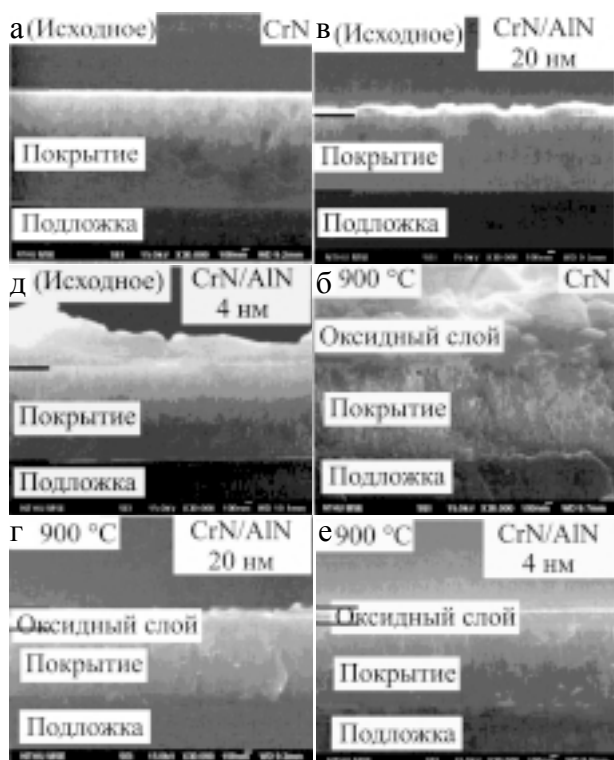 а (Исходное) CrN
Покрытие
Подложка
в (Исходное) CrN/AlN
20 нм
Покрытие
Подложка
д (Исходное) CrN/AlN
4 нм
Покрытие
Подложка
б 900 °C CrN
Оксидный слой
Покрытие
Подложка
г 900 °C CrN/AlN
20 нм
Оксидный слой
Покрытие
Подложка
е 900 °C CrN/AlN
4 нм
Оксидный слой
Покрытие
Подложка